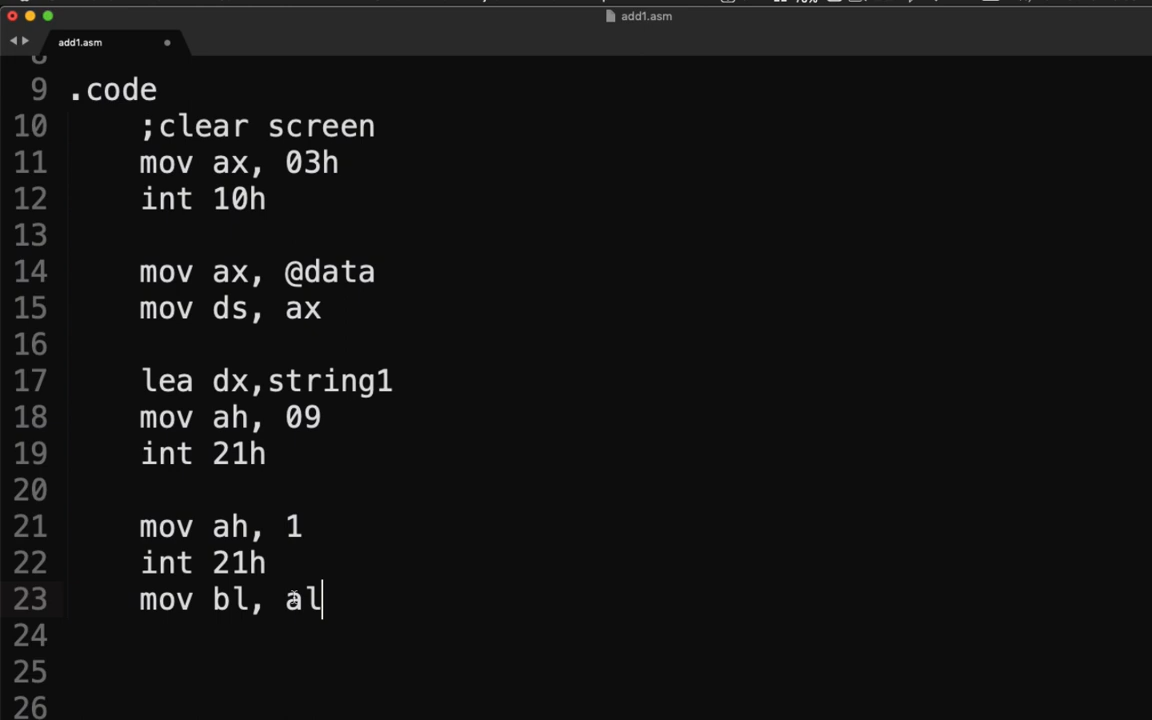 add1.asm
add1.asm
8
9 .code
10 ;clear screen
11 mov ax, 03h
12 int 10h
13
14 mov ax, @data
15 mov ds, ax
16
17 lea dx,string1
18 mov ah, 09
19 int 21h
20
21 mov ah, 1
22 int 21h
23 mov bl, al
24
25
26